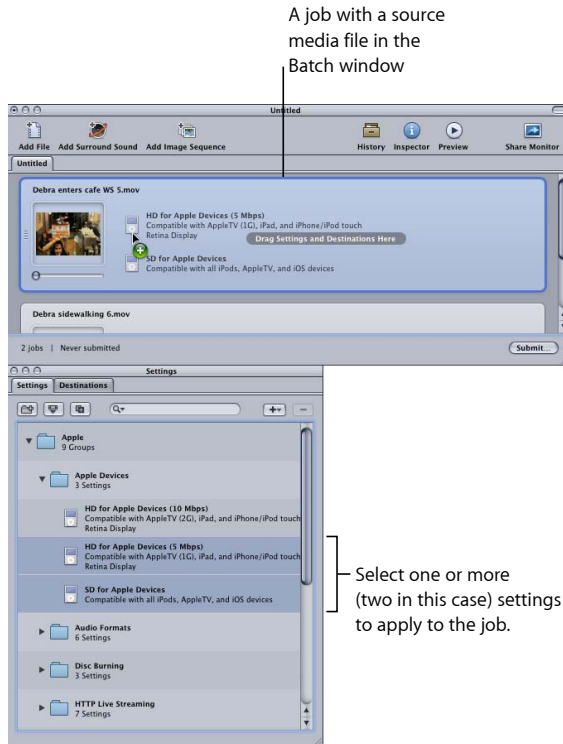 A job with a source
media file in the
Batch window
Untitled
Add File Add Surround Sound Add Image Sequence History Inspector Preview Share Monitor
Untitled
Debra enters cafe WS 5.mov
HD for Apple Devices (5 Mbps)
Compatible with AppleTV (1G), iPad, and iPhone/iPod touch
Retina Display
Drag Settings and Destinations Here
SD for Apple Devices
Compatible with all iPods, AppleTV, and iOS devices
Debra sidewalking 6.mov
2 jobs | Never submitted
Submit...
Settings
Settings Destinations
Apple
9 Groups
Apple Devices
3 Settings
HD for Apple Devices (10 Mbps)
Compatible with AppleTV (2G), iPad, and iPhone/iPod touch
Retina Display
HD for Apple Devices (5 Mbps)
Compatible with AppleTV (1G), iPad, and iPhone/iPod touch
Retina Display
SD for Apple Devices
Compatible with all iPods, AppleTV, and iOS devices
Select one or more
(two in this case) settings
to apply to the job.
Audio Formats
6 Settings
Disc Burning
3 Settings
HTTP Live Streaming
7 Settings